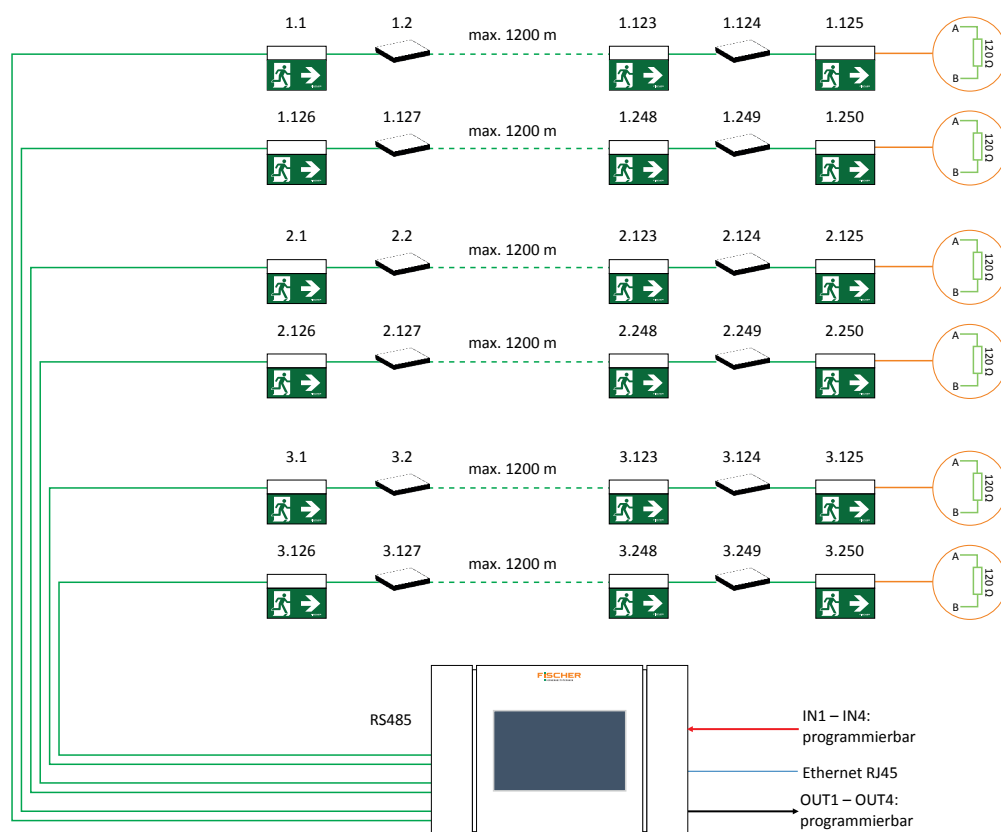 1.1 1.2 1.123 1.124 1.125
max. 1200 m
A
120 Ω
B
1.126 1.127 1.248 1.249 1.250
max. 1200 m
A
120 Ω
B
2.1 2.2 2.123 2.124 2.125
max. 1200 m
A
120 Ω
B
2.126 2.127 2.248 2.249 2.250
max. 1200 m
A
120 Ω
B
3.1 3.2 3.123 3.124 3.125
max. 1200 m
A
120 Ω
B
3.126 3.127 3.248 3.249 3.250
max. 1200 m
A
120 Ω
B
FISCHER
RS485
IN1 – IN4:
programmierbar
Ethernet RJ45
OUT1 – OUT4:
programmierbar